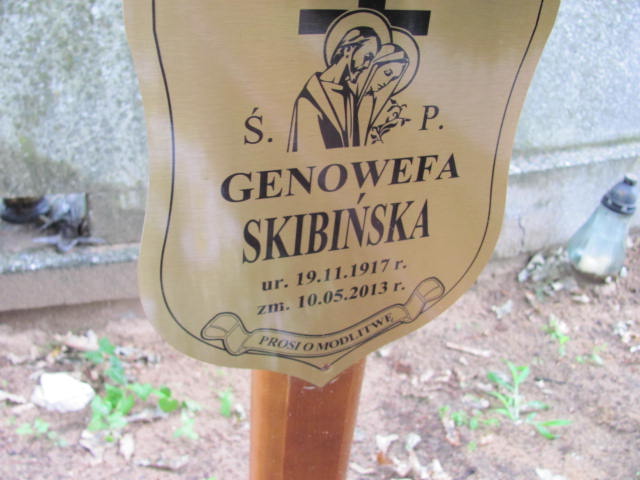 Ś. P.
GENOWEFA
SKIBIŃSKA
ur. 19.11.1917 r.
zm. 10.05.2013 r.
PROSI O MODLITWĘ